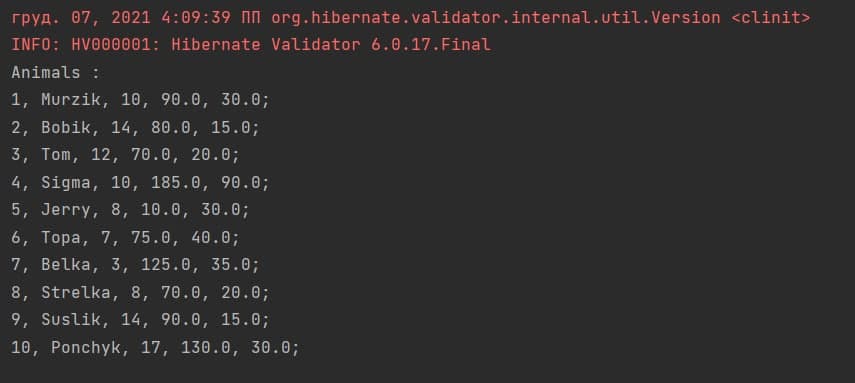 груд. 07, 2021 4:09:39 ПП org.hibernate.validator.internal.util.Version <clinit>
INFO: HV000001: Hibernate Validator 6.0.17.Final
Animals :
1, Murzik, 10, 90.0, 30.0;
2, Bobik, 14, 80.0, 15.0;
3, Tom, 12, 70.0, 20.0;
4, Sigma, 10, 185.0, 90.0;
5, Jerry, 8, 10.0, 30.0;
6, Topa, 7, 75.0, 40.0;
7, Belka, 3, 125.0, 35.0;
8, Strelka, 8, 70.0, 20.0;
9, Suslik, 14, 90.0, 15.0;
10, Ponchyk, 17, 130.0, 30.0;